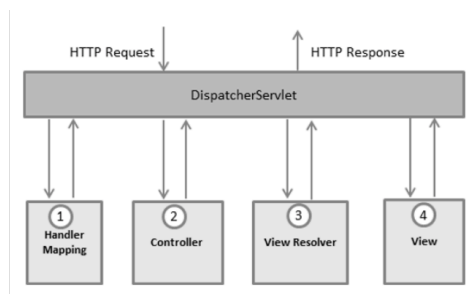 HTTP Request
HTTP Response
DispatcherServlet
1
Handler
Mapping
2
Controller
3
View Resolver
4
View